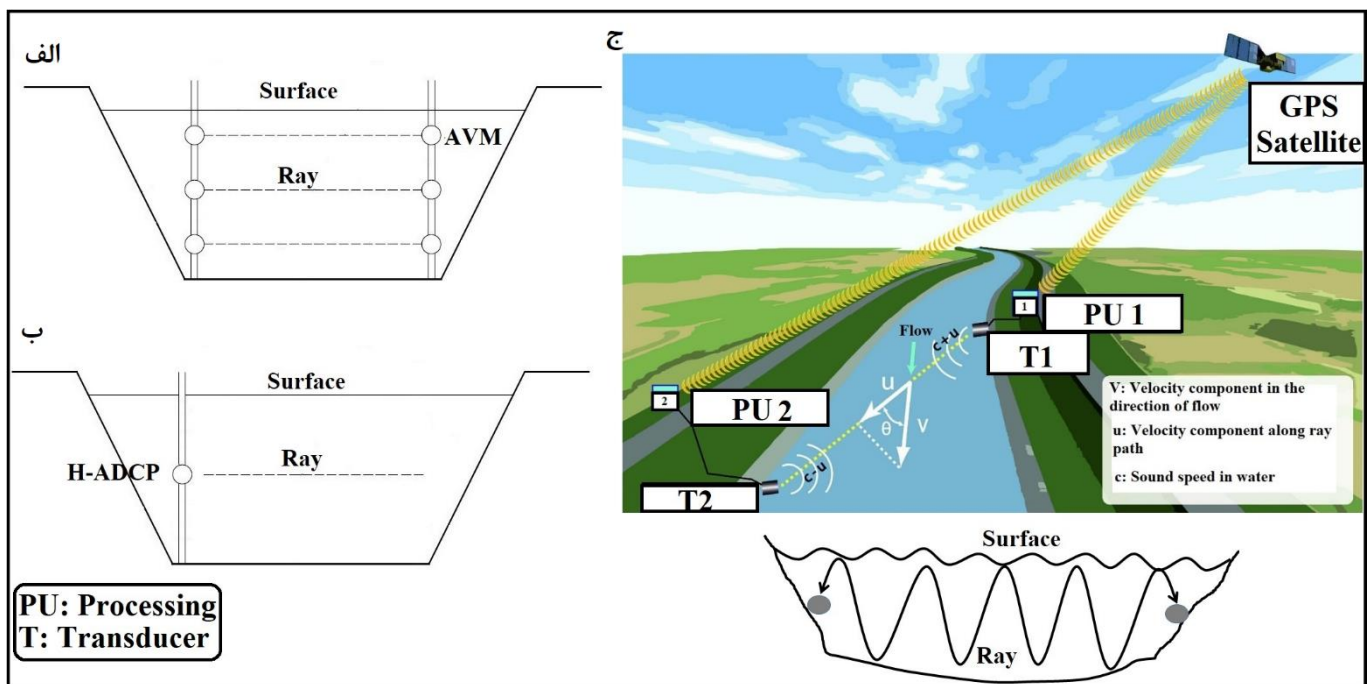 الف
Surface
AVM
Ray
ب
Surface
H-ADCP
Ray
PU: Processing
T: Transducer
ج
GPS
Satellite
1
PU 1
T1
Flow
c+u
u
θ
V
2
PU 2
c-u
T2
V: Velocity component in the
direction of flow
u: Velocity component along ray
path
c: Sound speed in water
Surface
Ray